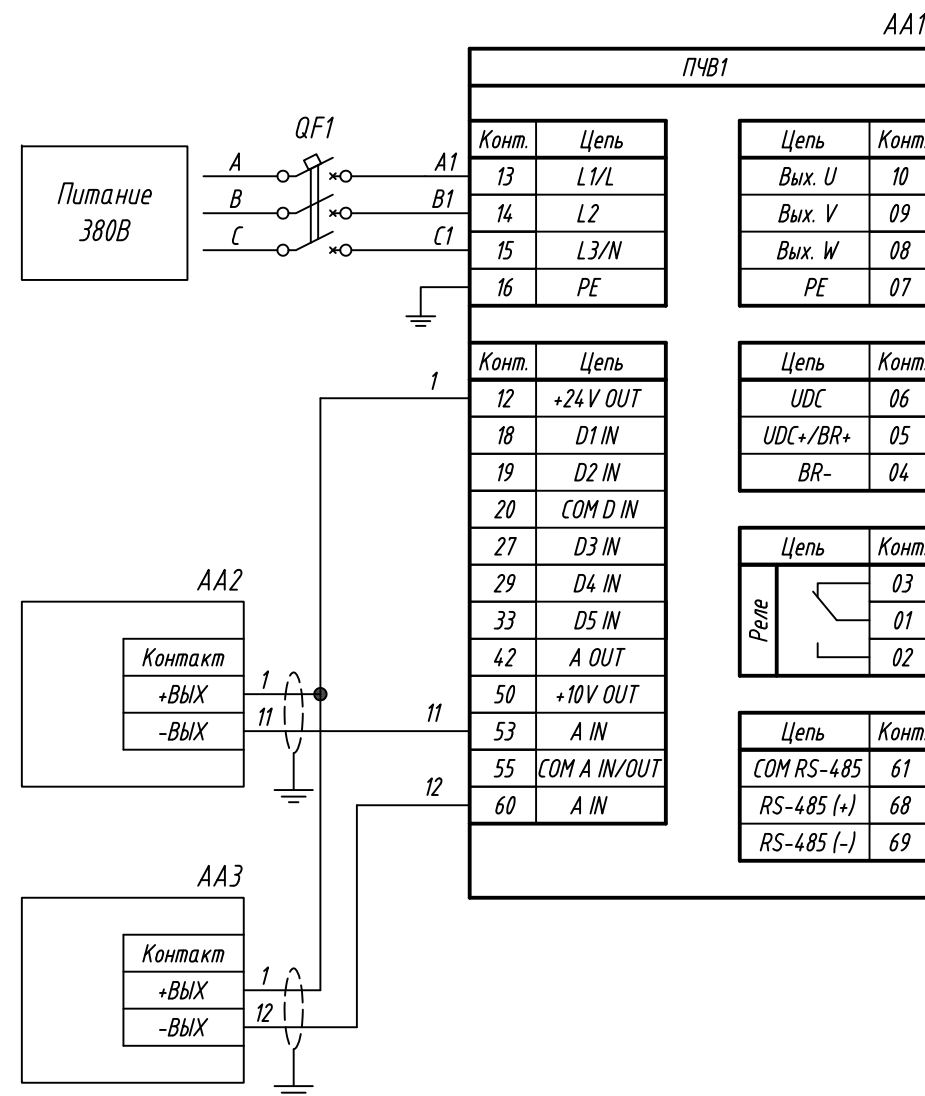 AA1
ПЧВ1
QF1
Питание
380В
A
B
C
A1
B1
C1
Конт. Цепь
13 L1/L
14 L2
15 L3/N
16 PE
Цепь Конт.
Вых. U 10
Вых. V 09
Вых. W 08
PE 07
Конт. Цепь
1
12 +24V OUT
18 D1 IN
19 D2 IN
20 COM D IN
27 D3 IN
29 D4 IN
33 D5 IN
42 A OUT
50 +10V OUT
11
53 A IN
55 COM A IN/OUT
12
60 A IN
Цепь Конт.
UDC 06
UDC+/BR+ 05
BR- 04
Цепь Конт.
Реле
03
01
02
Цепь Конт.
COM RS-485 61
RS-485 (+) 68
RS-485 (-) 69
AA2
Контакт
+ВЫХ 1
-ВЫХ 11
AA3
Контакт
+ВЫХ 1
-ВЫХ 12